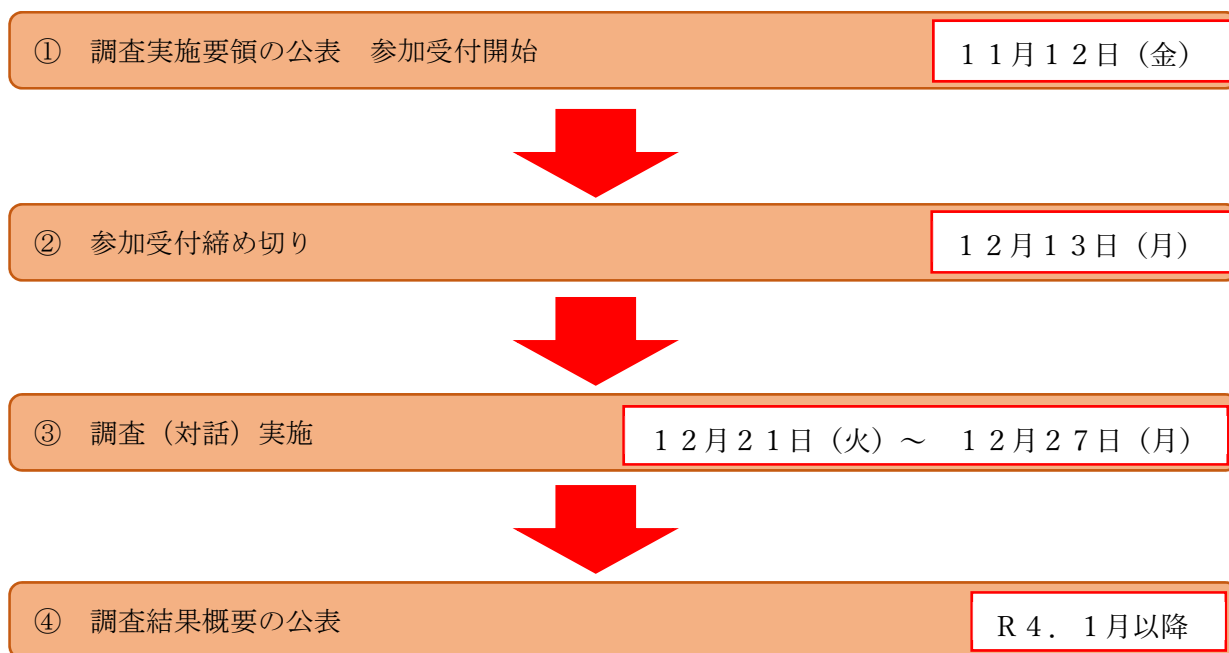 ① 調査実施要領の公表　参加受付開始　１１月１２日（金）
② 参加受付締め切り　１２月１３日（月）
③ 調査（対話）実施　１２月２１日（火）～　１２月２７日（月）
④ 調査結果概要の公表　Ｒ４．１月以降